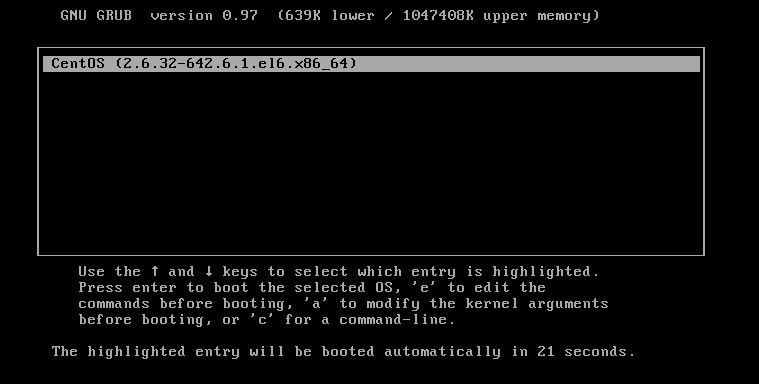 GNU GRUB  version 0.97  (639K lower / 1047408K upper memory)
CentOS (2.6.32-642.6.1.el6.x86_64)
Use the ↑ and ↓ keys to select which entry is highlighted.
Press enter to boot the selected OS, 'e' to edit the
commands before booting, 'a' to modify the kernel arguments
before booting, or 'c' for a command-line.
The highlighted entry will be booted automatically in 21 seconds.